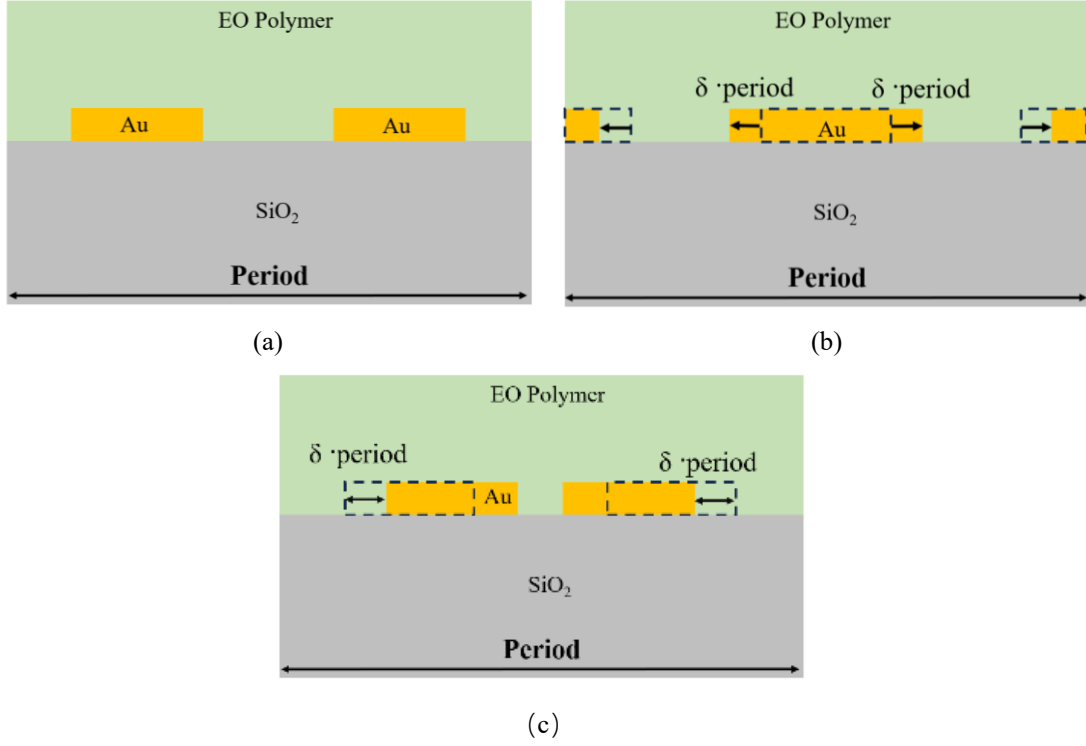 EO Polymer
Au
Au
SiO₂
Period
(a)
EO Polymer
δ ·period
δ ·period
Au
SiO₂
Period
(b)
EO Polymer
δ ·period
δ ·period
Au
SiO₂
Period
(c)